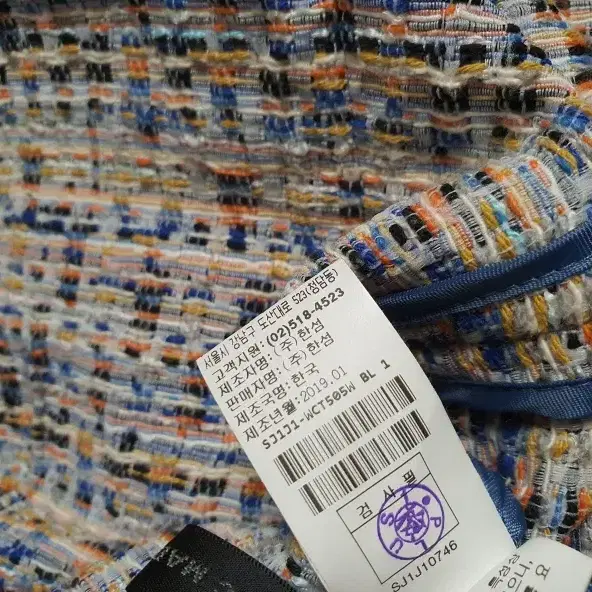 서울시 강남구 도산대로 523(청담동)
고객지원: (02)518-4523
제조자명: (주)한섬
판매자명: (주)한섬
제조국명: 한국
제조년월: 2019.01
SJ1J1-WCT505W BL 1
검사필
SJ1J10746